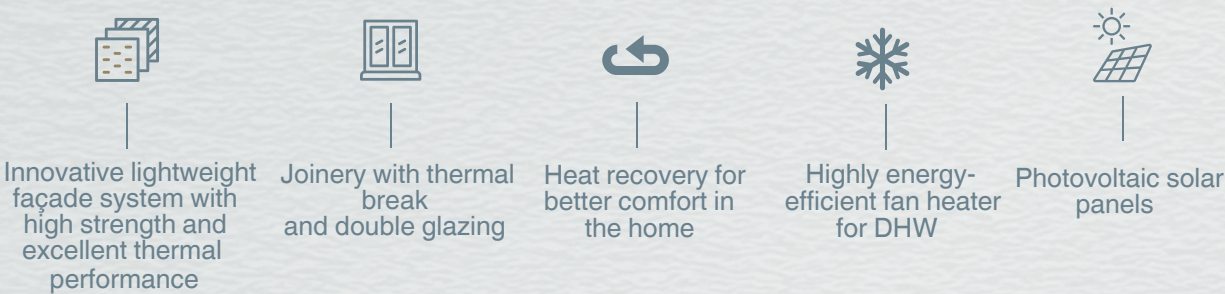 Innovative lightweight
façade system with
high strength and
excellent thermal
performance
Joinery with thermal
break
and double glazing
Heat recovery for
better comfort in
the home
Highly energy-
efficient fan heater
for DHW
Photovoltaic solar
panels